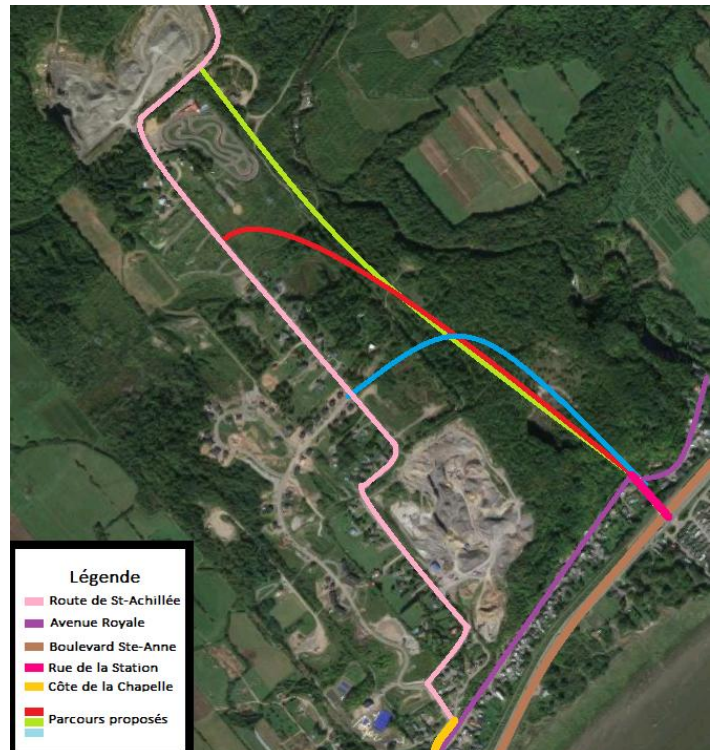 Légende
Route de St-Achillée
Avenue Royale
Boulevard Ste-Anne
Rue de la Station
Côte de la Chapelle
Parcours proposés